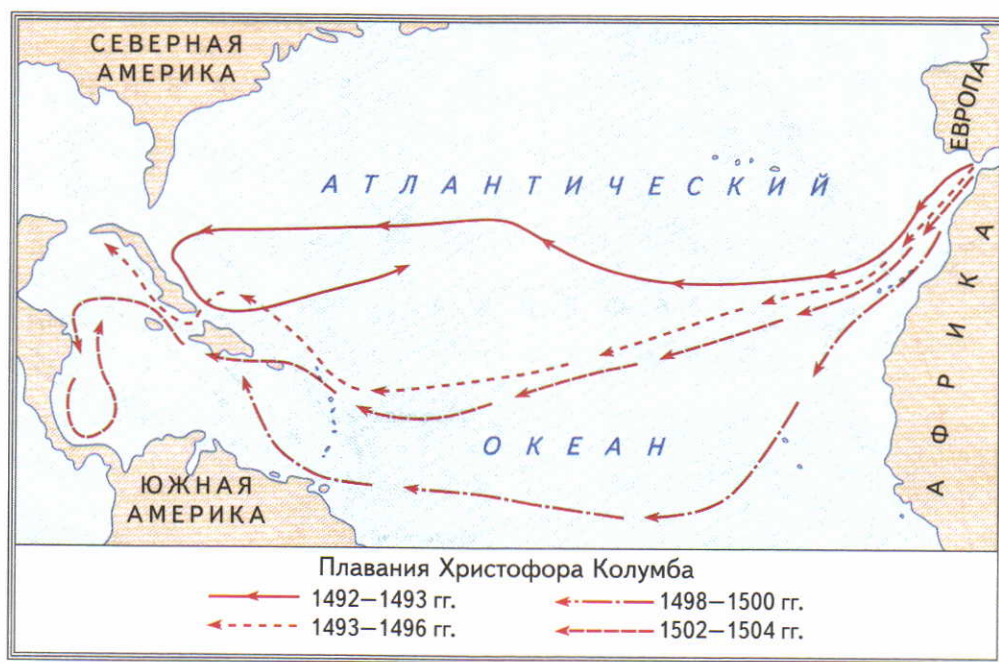 СЕВЕРНАЯ
АМЕРИКА
ЕВРОПА
АТЛАНТИЧЕСКИЙ
АФРИКА
ОКЕАН
ЮЖНАЯ
АМЕРИКА
Плавания Христофора Колумба
1492–1493 гг.
1498–1500 гг.
1493–1496 гг.
1502–1504 гг.